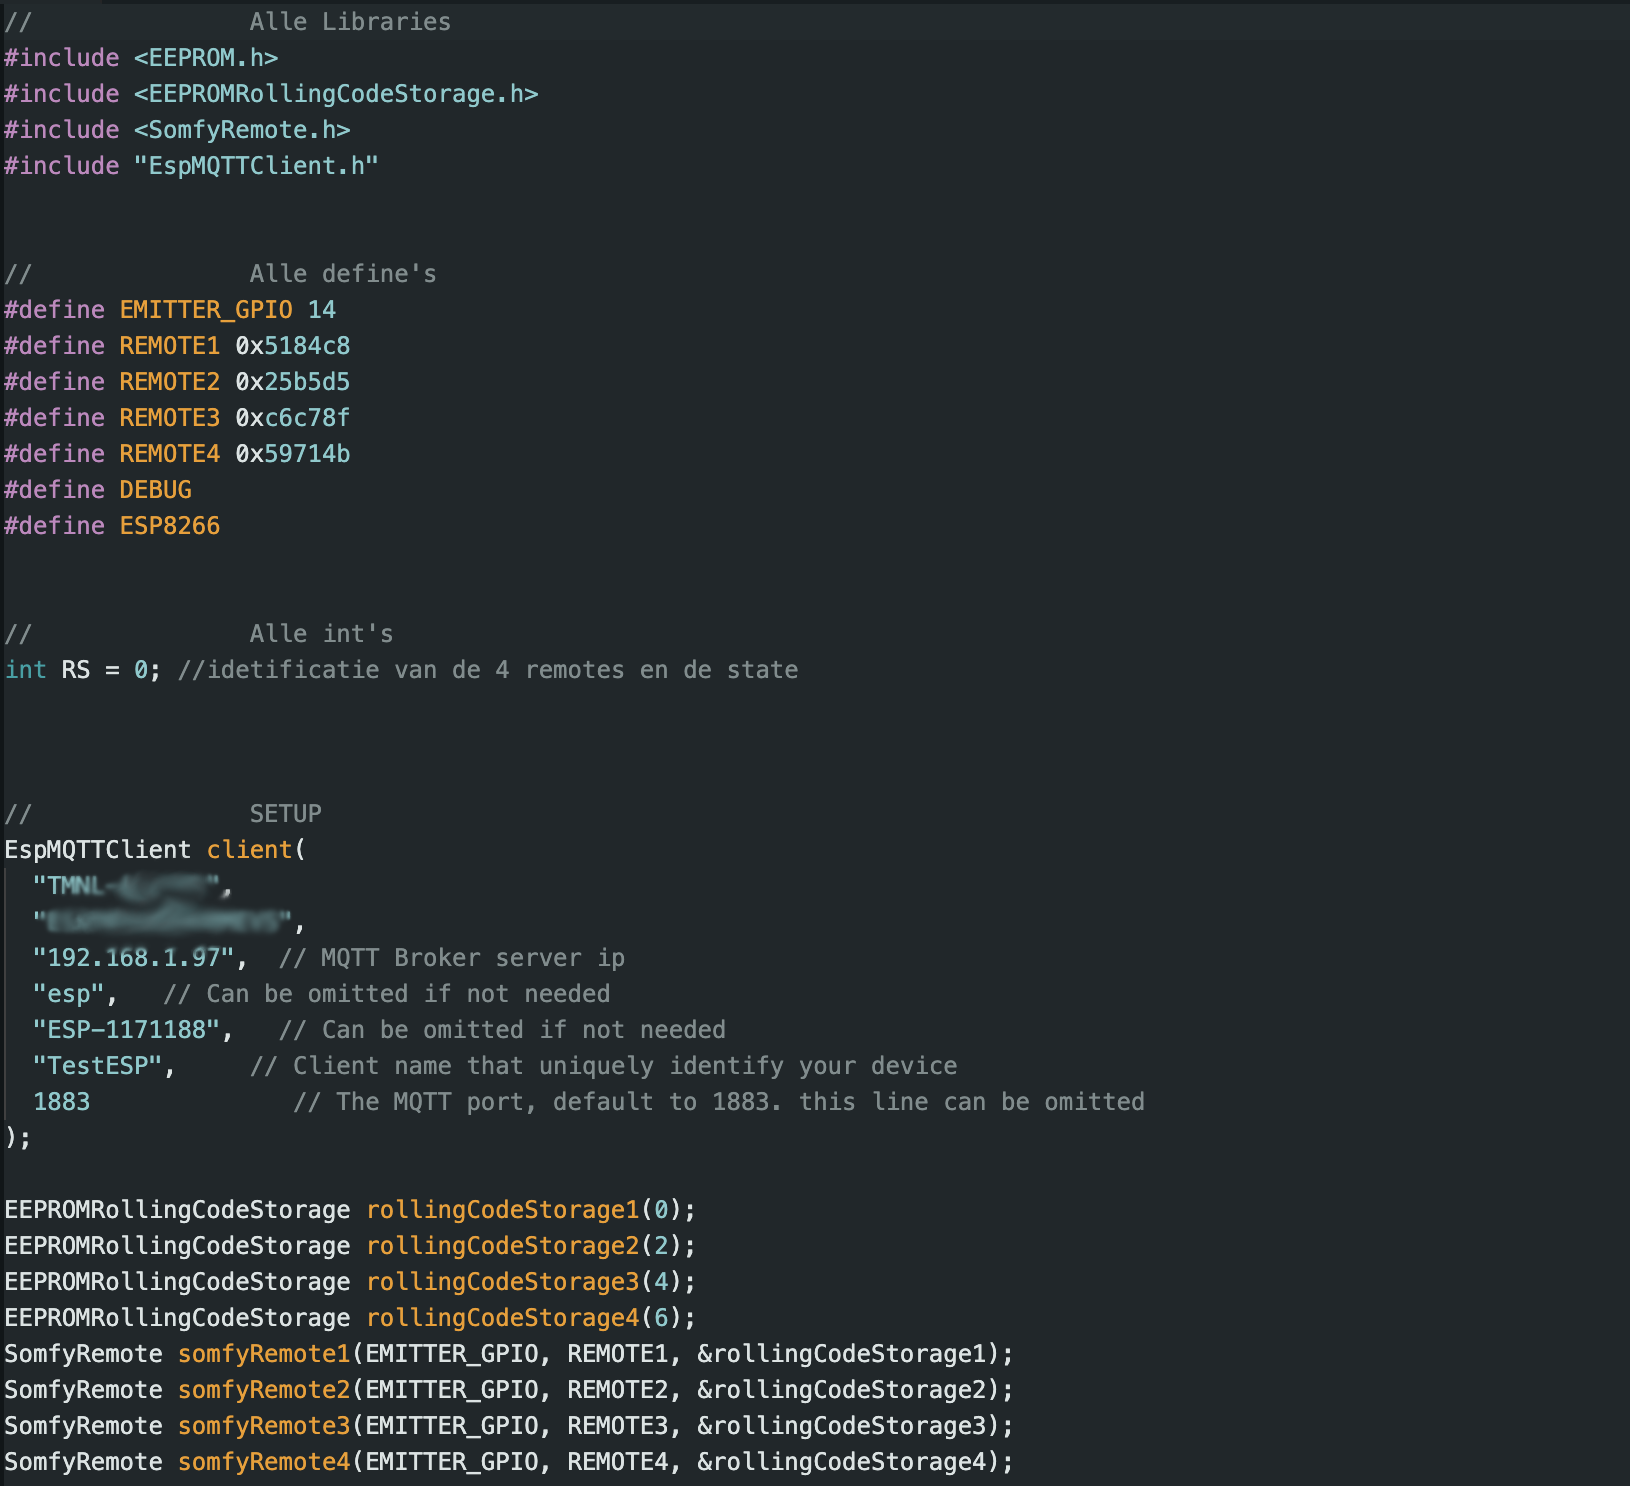 // Alle Libraries
#include <EEPROM.h>
#include <EEPROMRollingCodeStorage.h>
#include <SomfyRemote.h>
#include "EspMQTTClient.h"
// Alle define's
#define EMITTER_GPIO 14
#define REMOTE1 0x5184c8
#define REMOTE2 0x25b5d5
#define REMOTE3 0xc6c78f
#define REMOTE4 0x59714b
#define DEBUG
#define ESP8266
// Alle int's
int RS = 0; //idetificatie van de 4 remotes en de state
// SETUP
EspMQTTClient client(
"TMNL-
"192.168.1.97", // MQTT Broker server ip
"esp", // Can be omitted if not needed
"ESP-1171188", // Can be omitted if not needed
"TestESP", // Client name that uniquely identify your device
1883 // The MQTT port, default to 1883. this line can be omitted
);
EEPROMRollingCodeStorage rollingCodeStorage1(0);
EEPROMRollingCodeStorage rollingCodeStorage2(2);
EEPROMRollingCodeStorage rollingCodeStorage3(4);
EEPROMRollingCodeStorage rollingCodeStorage4(6);
SomfyRemote somfyRemote1(EMITTER_GPIO, REMOTE1, &rollingCodeStorage1);
SomfyRemote somfyRemote2(EMITTER_GPIO, REMOTE2, &rollingCodeStorage2);
SomfyRemote somfyRemote3(EMITTER_GPIO, REMOTE3, &rollingCodeStorage3);
SomfyRemote somfyRemote4(EMITTER_GPIO, REMOTE4, &rollingCodeStorage4);